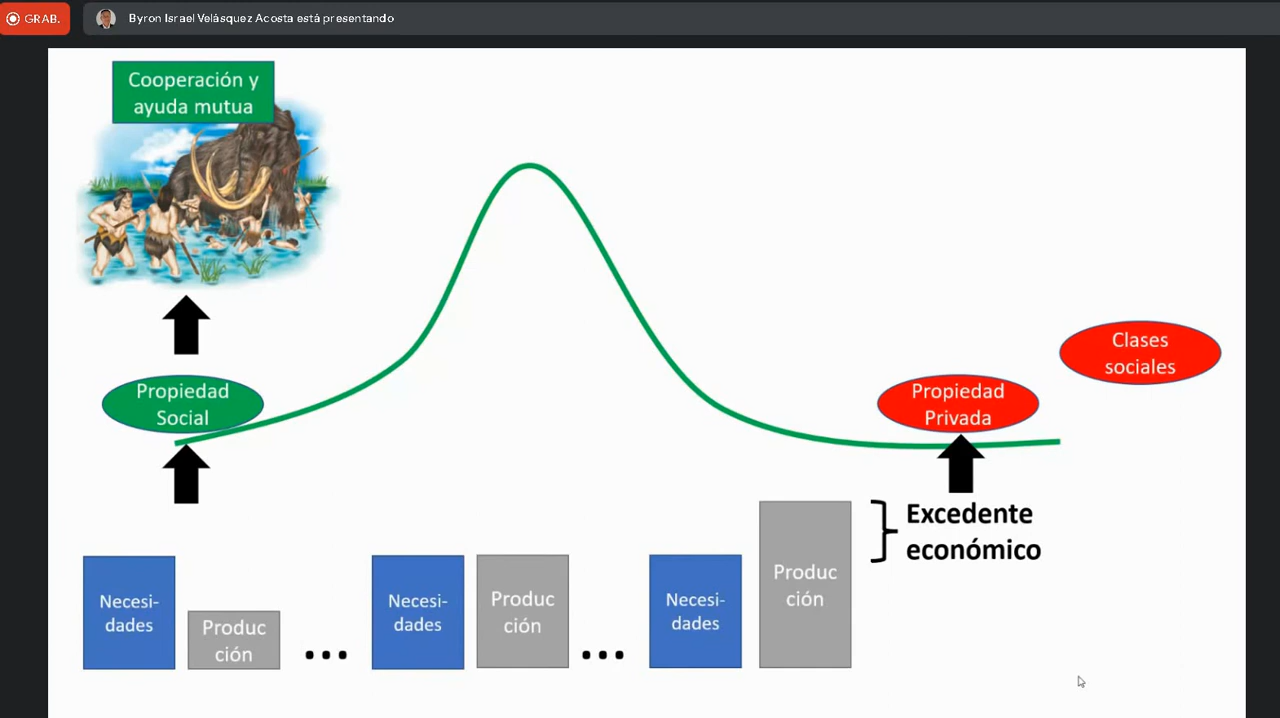 GRAB.
Byron Israel Velásquez Acosta está presentando
Cooperación y
ayuda mutua
Propiedad
Social
Propiedad
Privada
Clases
sociales
Excedente
económico
Necesi-
dades
Produc
ción
...
Necesi-
dades
Produc
ción
...
Necesi-
dades
Produc
ción